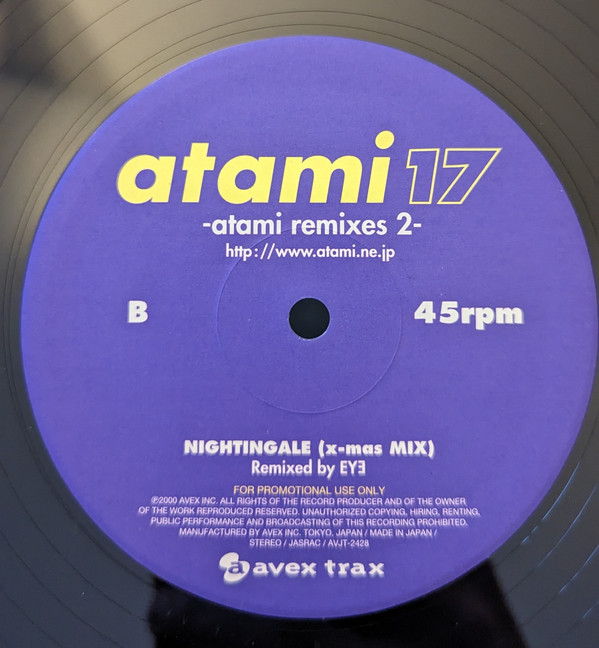 atami 17
-atami remixes 2-
http://www.atami.ne.jp
B 45rpm
NIGHTINGALE (x-mas MIX)
Remixed by EYƎ
FOR PROMOTIONAL USE ONLY
℗2000 AVEX INC. ALL RIGHTS OF THE RECORD PRODUCER AND OF THE OWNER
OF THE WORK REPRODUCED RESERVED. UNAUTHORIZED COPYING, HIRING, RENTING,
PUBLIC PERFORMANCE AND BROADCASTING OF THIS RECORDING PROHIBITED.
MANUFACTURED BY AVEX INC. TOKYO, JAPAN / MADE IN JAPAN /
STEREO / JASRAC / AVJT-2428
a avex trax